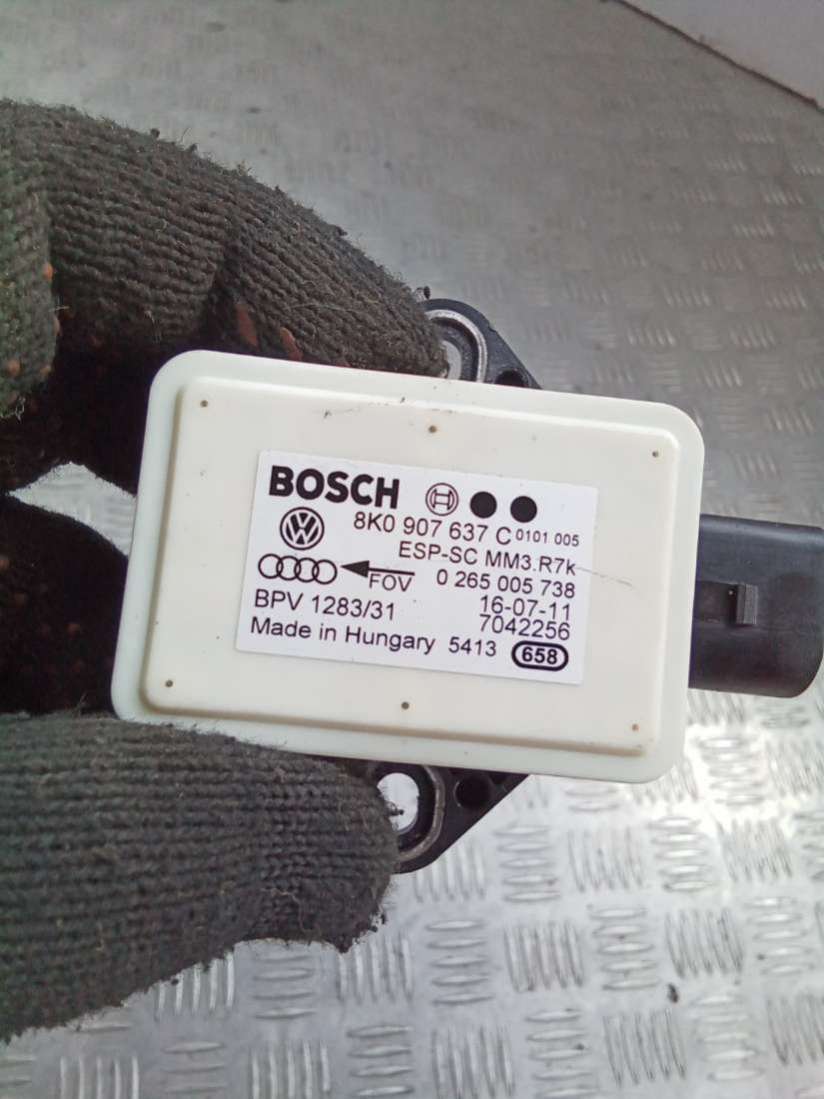 BOSCH
8K0 907 637 C 0101 005
ESP-SC MM3.R7k
FOV 0 265 005 738
BPV 1283/31 16-07-11
7042256
Made in Hungary 5413 658